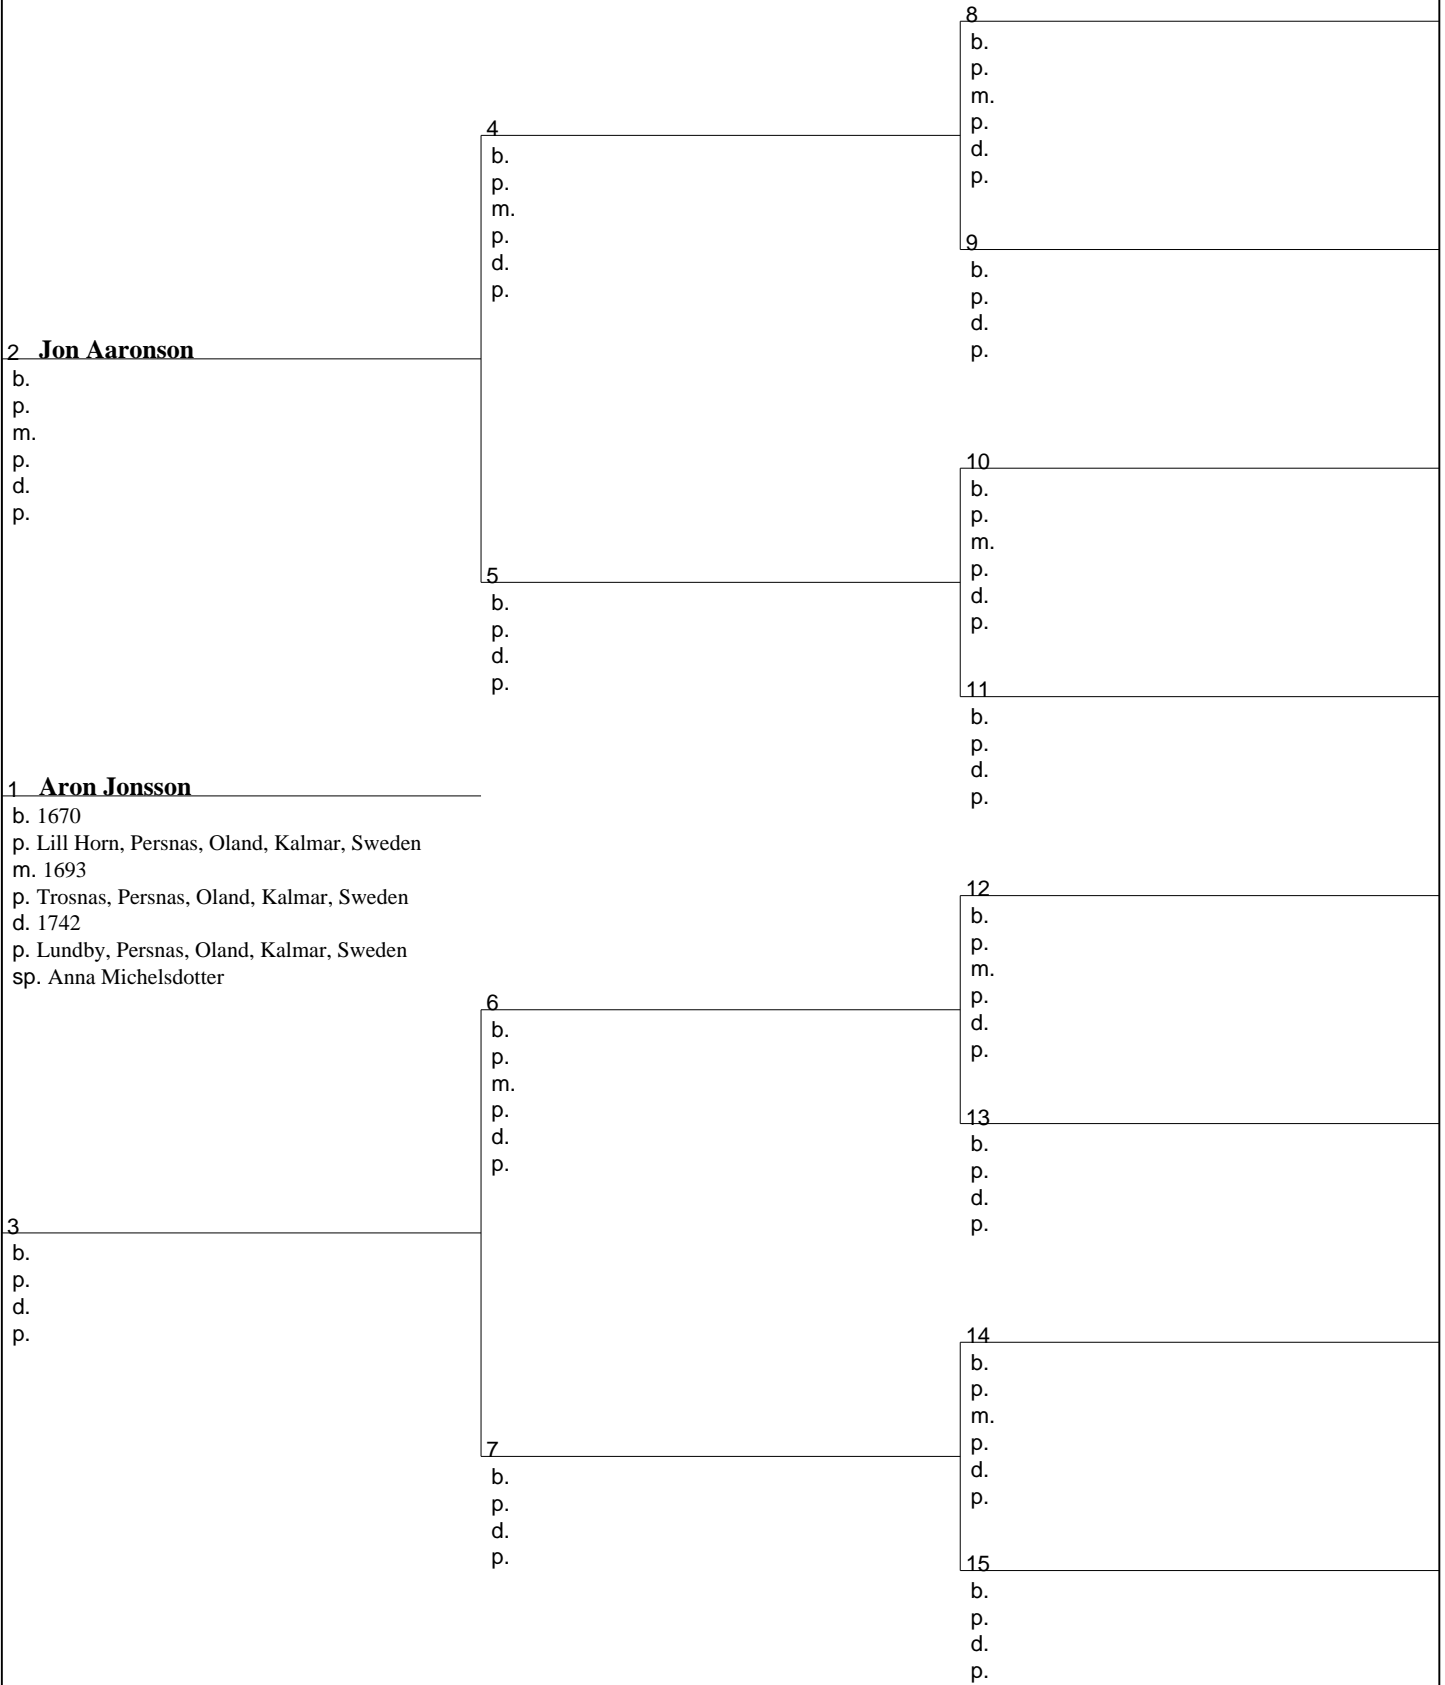 8
b.
p.
m.
p.
d.
p.
4
b.
p.
m.
p.
d.
p.
9
b.
p.
d.
p.
2 Jon Aaronson
b.
p.
m.
p.
d.
p.
10
b.
p.
m.
p.
d.
p.
5
b.
p.
d.
p.
11
b.
p.
d.
p.
1 Aron Jonsson
b. 1670
p. Lill Horn, Persnas, Oland, Kalmar, Sweden
m. 1693
p. Trosnas, Persnas, Oland, Kalmar, Sweden
d. 1742
p. Lundby, Persnas, Oland, Kalmar, Sweden
sp. Anna Michelsdotter
12
b.
p.
m.
p.
d.
p.
6
b.
p.
m.
p.
d.
p.
13
b.
p.
d.
p.
3
b.
p.
d.
p.
14
b.
p.
m.
p.
d.
p.
7
b.
p.
d.
p.
15
b.
p.
d.
p.